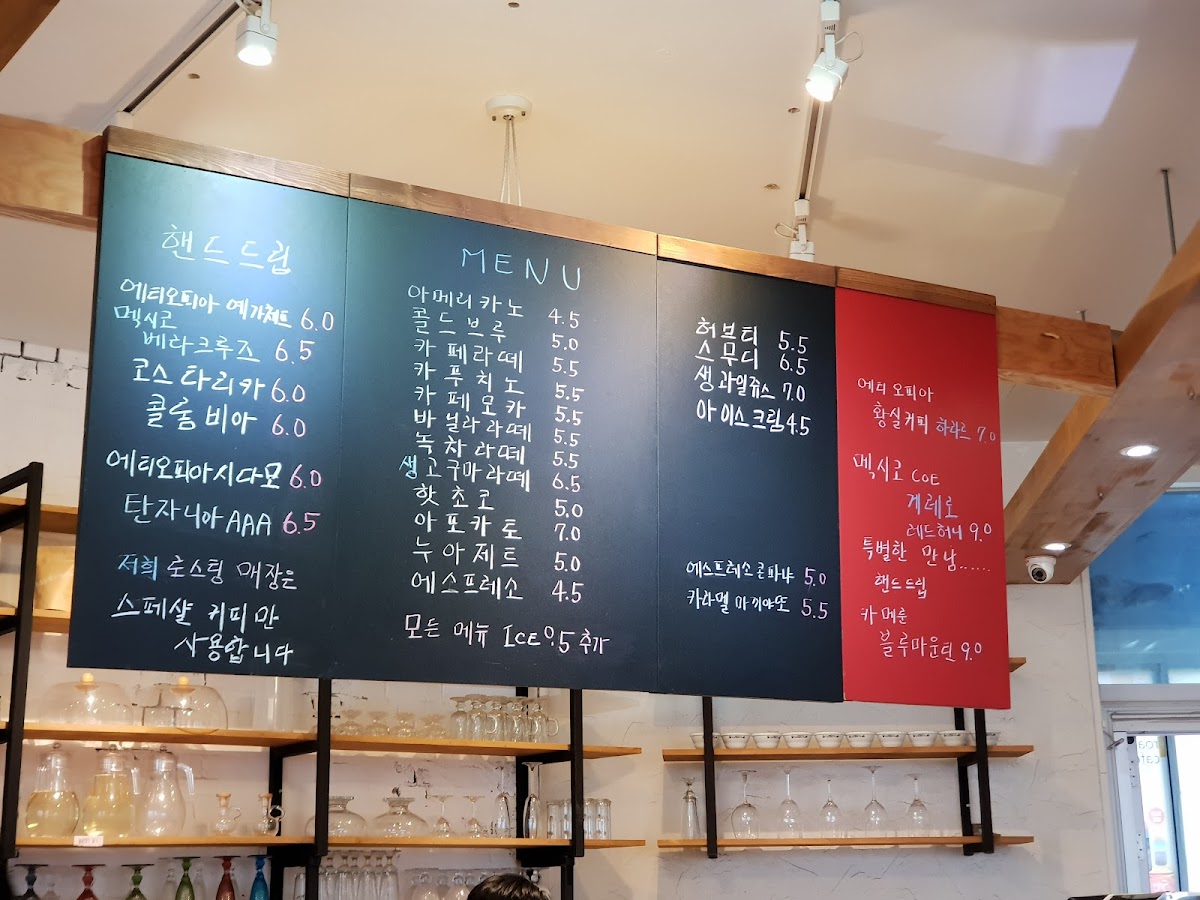 핸드드립
에티오피아 예가체프 6.0
멕시코
베라크루즈 6.5
코스타리카 6.0
콜롬비아 6.0
에티오피아시다모 6.0
탄자니아AAA 6.5
저희 로스팅 매장은
스페샬 커피만
사용합니다
MENU
아메리카노 4.5
콜드브루 5.0
카페라떼 5.5
카푸치노 5.5
카페모카 5.5
바닐라라떼 5.5
녹차라떼 5.5
생고구마라떼 6.5
핫초코 5.0
아포카토 7.0
누아제트 5.0
에스프레소 4.5
모든 메뉴 ICE 0.5 추가
허브티 5.5
스무디 6.5
생과일쥬스 7.0
아이스크림 4.5
에스프레소 콘파냐 5.0
카라멜 마끼야또 5.5
에티오피아
황실커피 하라르 7.0
멕시코 CoE
게레로
레드허니 9.0
특별한 만남......
핸드드립
카메룬
블루마운틴 9.0